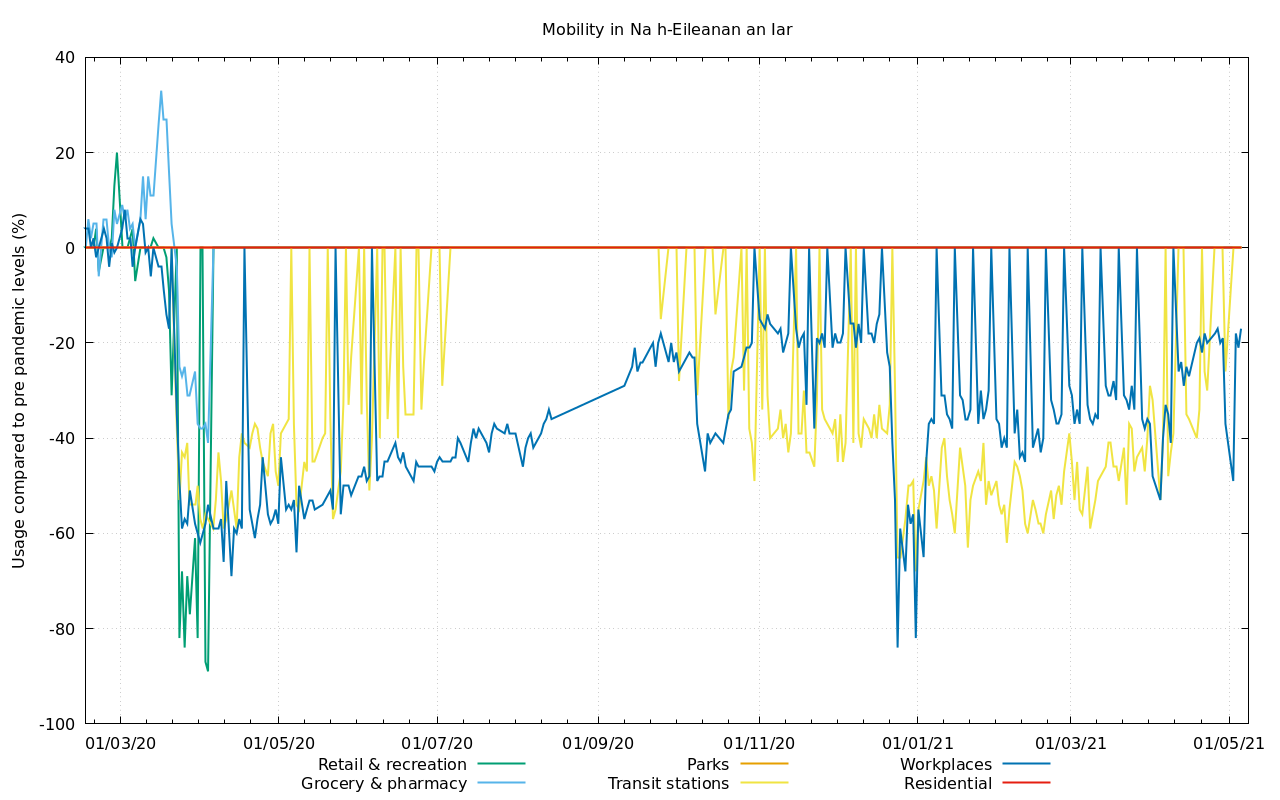 Mobility in Na h-Eileanan an Iar
Usage compared to pre pandemic levels (%)
40
20
0
-20
-40
-60
-80
-100
01/03/20 01/05/20 01/07/20 01/09/20 01/11/20 01/01/21 01/03/21 01/05/21
Retail & recreation Parks Workplaces
Grocery & pharmacy Transit stations Residential